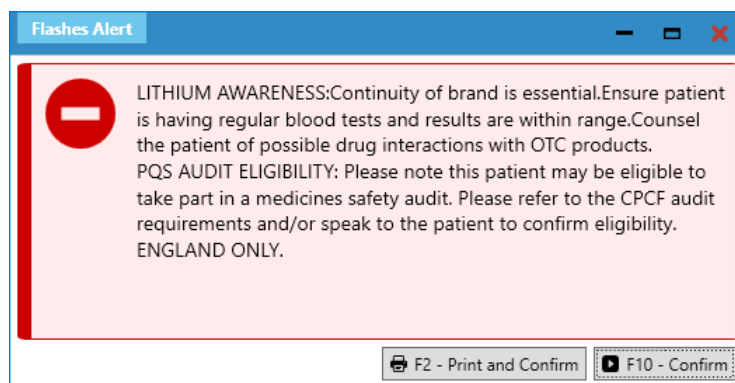 Flashes Alert
LITHIUM AWARENESS:Continuity of brand is essential.Ensure patient
is having regular blood tests and results are within range.Counsel
the patient of possible drug interactions with OTC products.
PQS AUDIT ELIGIBILITY: Please note this patient may be eligible to
take part in a medicines safety audit. Please refer to the CPCF audit
requirements and/or speak to the patient to confirm eligibility.
ENGLAND ONLY.
F2 - Print and Confirm
F10 - Confirm